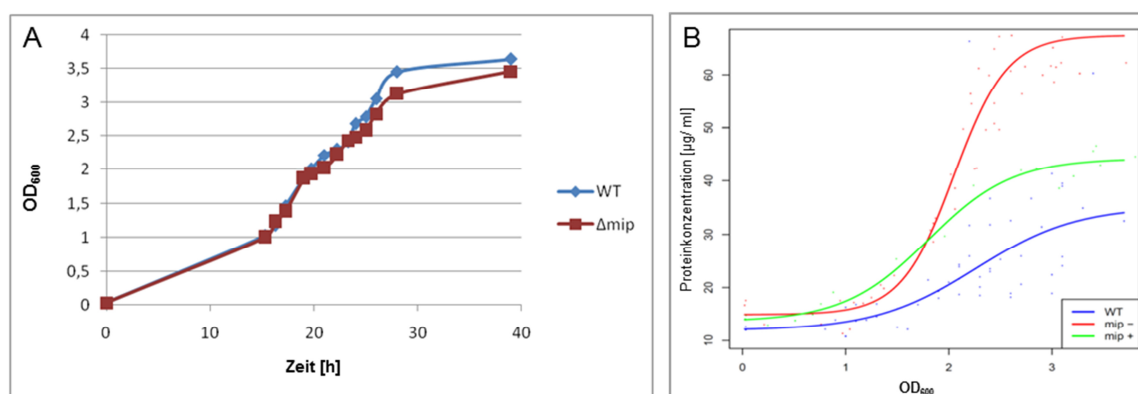 A
OD600
4
3,5
3
2,5
2
1,5
1
0,5
0
0 10 20 30 40
Zeit [h]
WT
Δmip
B
Proteinkonzentration [µg/ ml]
60
50
40
30
20
10
0 1 2 3
OD600
WT
mip −
mip +